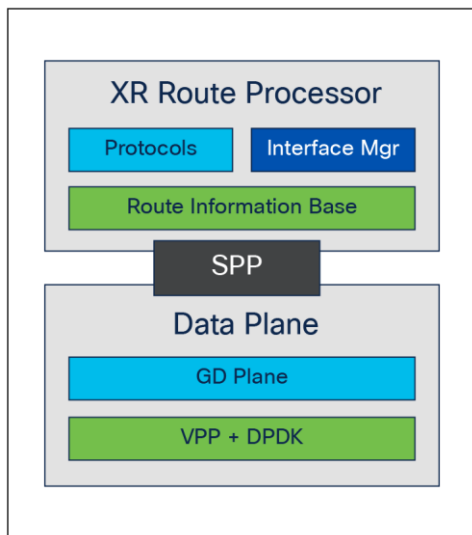 XR Route Processor
Protocols
Interface Mgr
Route Information Base
SPP
Data Plane
GD Plane
VPP + DPDK